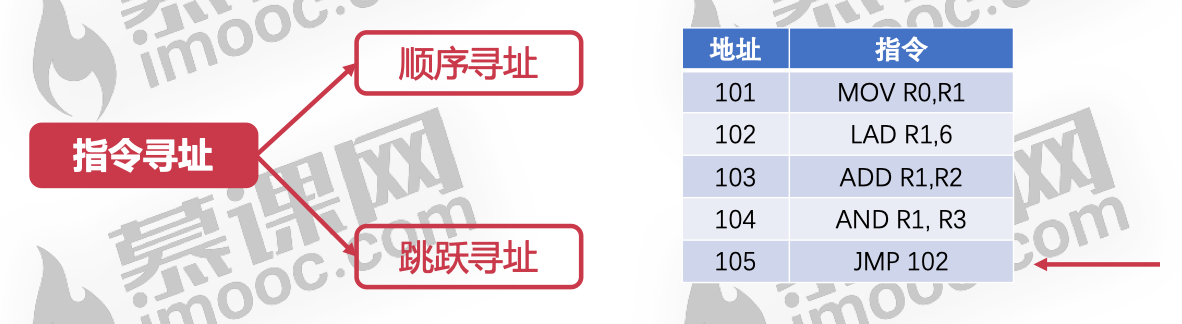 指令寻址
顺序寻址
跳跃寻址
地址 指令
101 MOV R0,R1
102 LAD R1,6
103 ADD R1,R2
104 AND R1, R3
105 JMP 102
慕课网
imooc.com